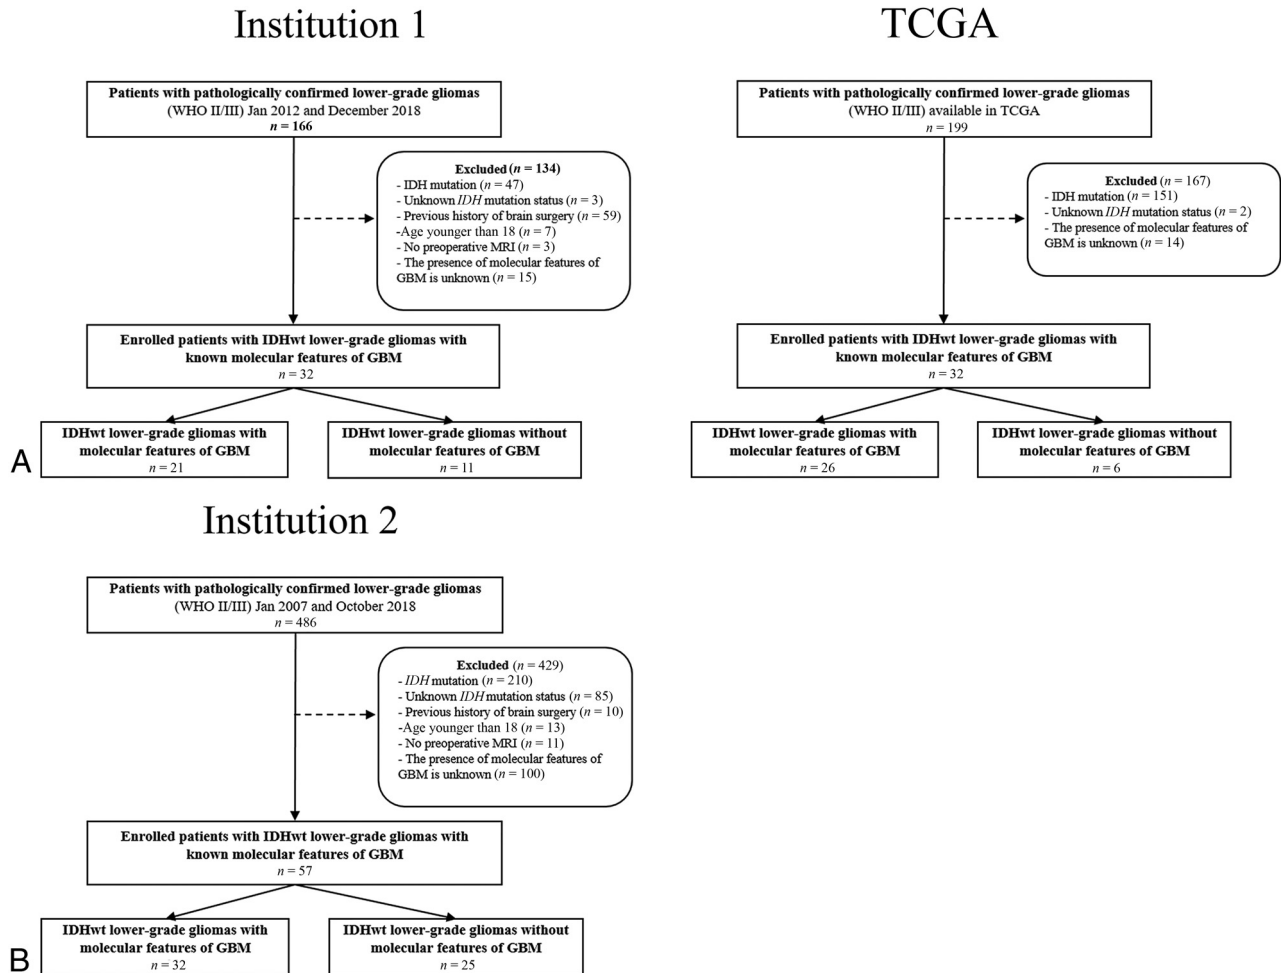 Institution 1
Patients with pathologically confirmed lower-grade gliomas
(WHO II/III) Jan 2012 and December 2018
n = 166
Excluded (n = 134)
- IDH mutation (n = 47)
- Unknown IDH mutation status (n = 3)
- Previous history of brain surgery (n = 59)
-Age younger than 18 (n = 7)
- No preoperative MRI (n = 3)
- The presence of molecular features of
GBM is unknown (n = 15)
Enrolled patients with IDHwt lower-grade gliomas with
known molecular features of GBM
n = 32
IDHwt lower-grade gliomas with
molecular features of GBM
n = 21
IDHwt lower-grade gliomas without
molecular features of GBM
n = 11
A
TCGA
Patients with pathologically confirmed lower-grade gliomas
(WHO II/III) available in TCGA
n = 199
Excluded (n = 167)
- IDH mutation (n = 151)
- Unknown IDH mutation status (n = 2)
- The presence of molecular features of
GBM is unknown (n = 14)
Enrolled patients with IDHwt lower-grade gliomas with
known molecular features of GBM
n = 32
IDHwt lower-grade gliomas with
molecular features of GBM
n = 26
IDHwt lower-grade gliomas without
molecular features of GBM
n = 6
Institution 2
Patients with pathologically confirmed lower-grade gliomas
(WHO II/III) Jan 2007 and October 2018
n = 486
Excluded (n = 429)
- IDH mutation (n = 210)
- Unknown IDH mutation status (n = 85)
- Previous history of brain surgery (n = 10)
-Age younger than 18 (n = 13)
- No preoperative MRI (n = 11)
- The presence of molecular features of
GBM is unknown (n = 100)
Enrolled patients with IDHwt lower-grade gliomas with
known molecular features of GBM
n = 57
IDHwt lower-grade gliomas with
molecular features of GBM
n = 32
IDHwt lower-grade gliomas without
molecular features of GBM
n = 25
B